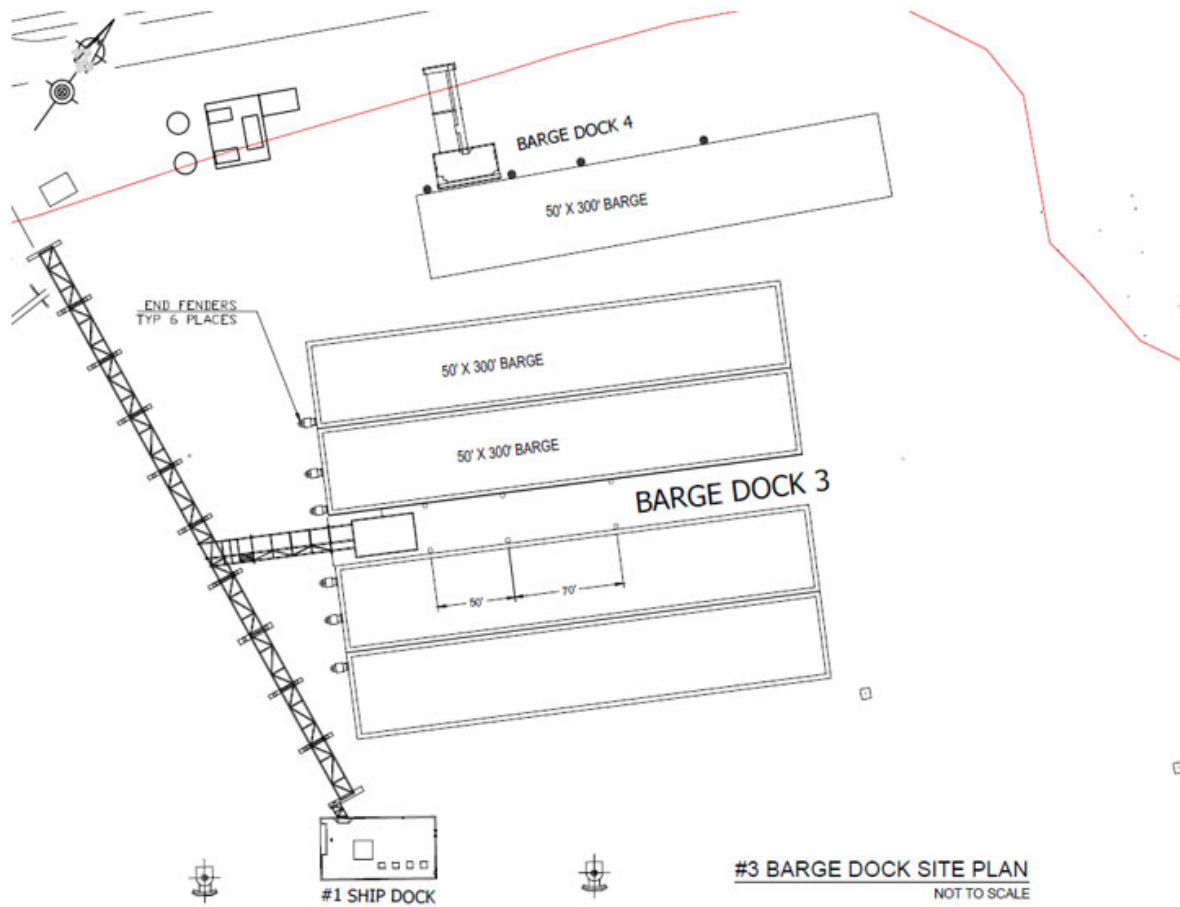 BARGE DOCK 4
50' X 300' BARGE
END FENDERS
TYP 6 PLACES
50' X 300' BARGE
50' X 300' BARGE
BARGE DOCK 3
50'
70'
#3 BARGE DOCK SITE PLAN
NOT TO SCALE
#1 SHIP DOCK